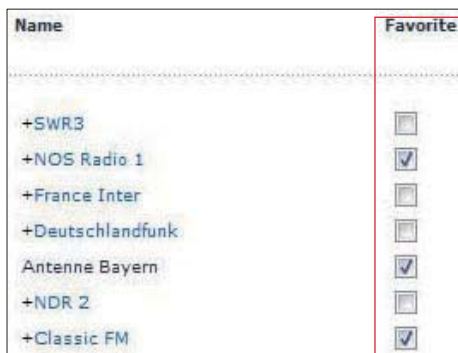 Name Favorite
+SWR3
+NOS Radio 1
+France Inter
+Deutschlandfunk
Antenne Bayern
+NDR 2
+Classic FM